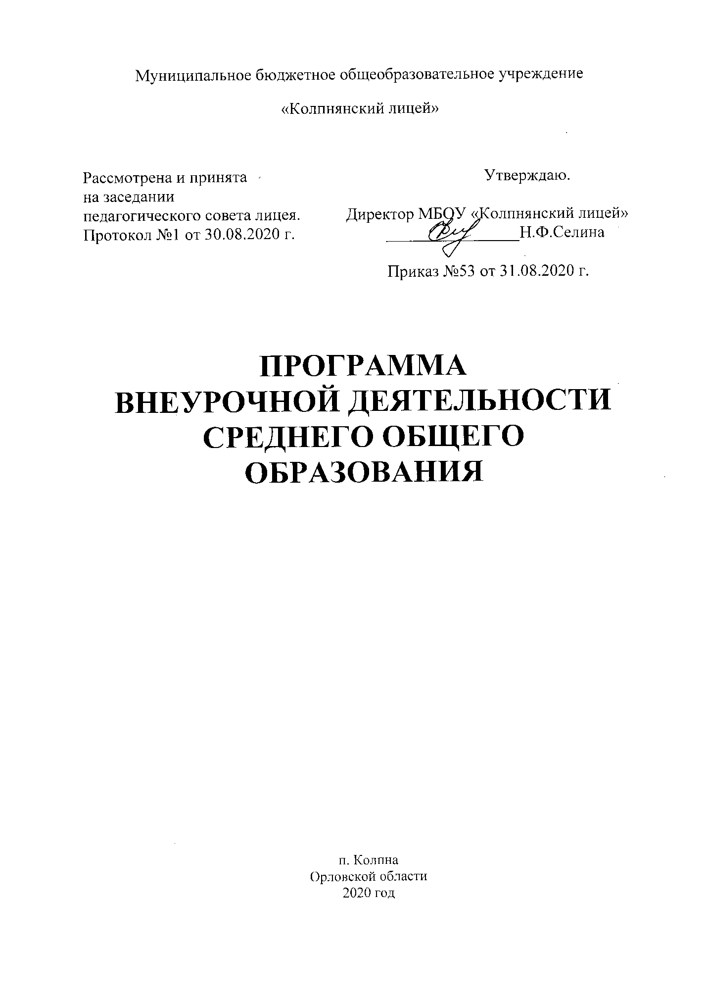 Муниципальное бюджетное общеобразовательное учреждение
«Колпнянский лицей»
Рассмотрена и принята
на заседании
педагогического совета лицея.
Протокол №1 от 30.08.2020 г.
Утверждаю.
Директор МБОУ «Колпнянский лицей»
Н.Ф.Селина
Приказ №53 от 31.08.2020 г.
ПРОГРАММА
ВНЕУРОЧНОЙ ДЕЯТЕЛЬНОСТИ
СРЕДНЕГО ОБЩЕГО
ОБРАЗОВАНИЯ
п. Колпна
Орловской области
2020 год